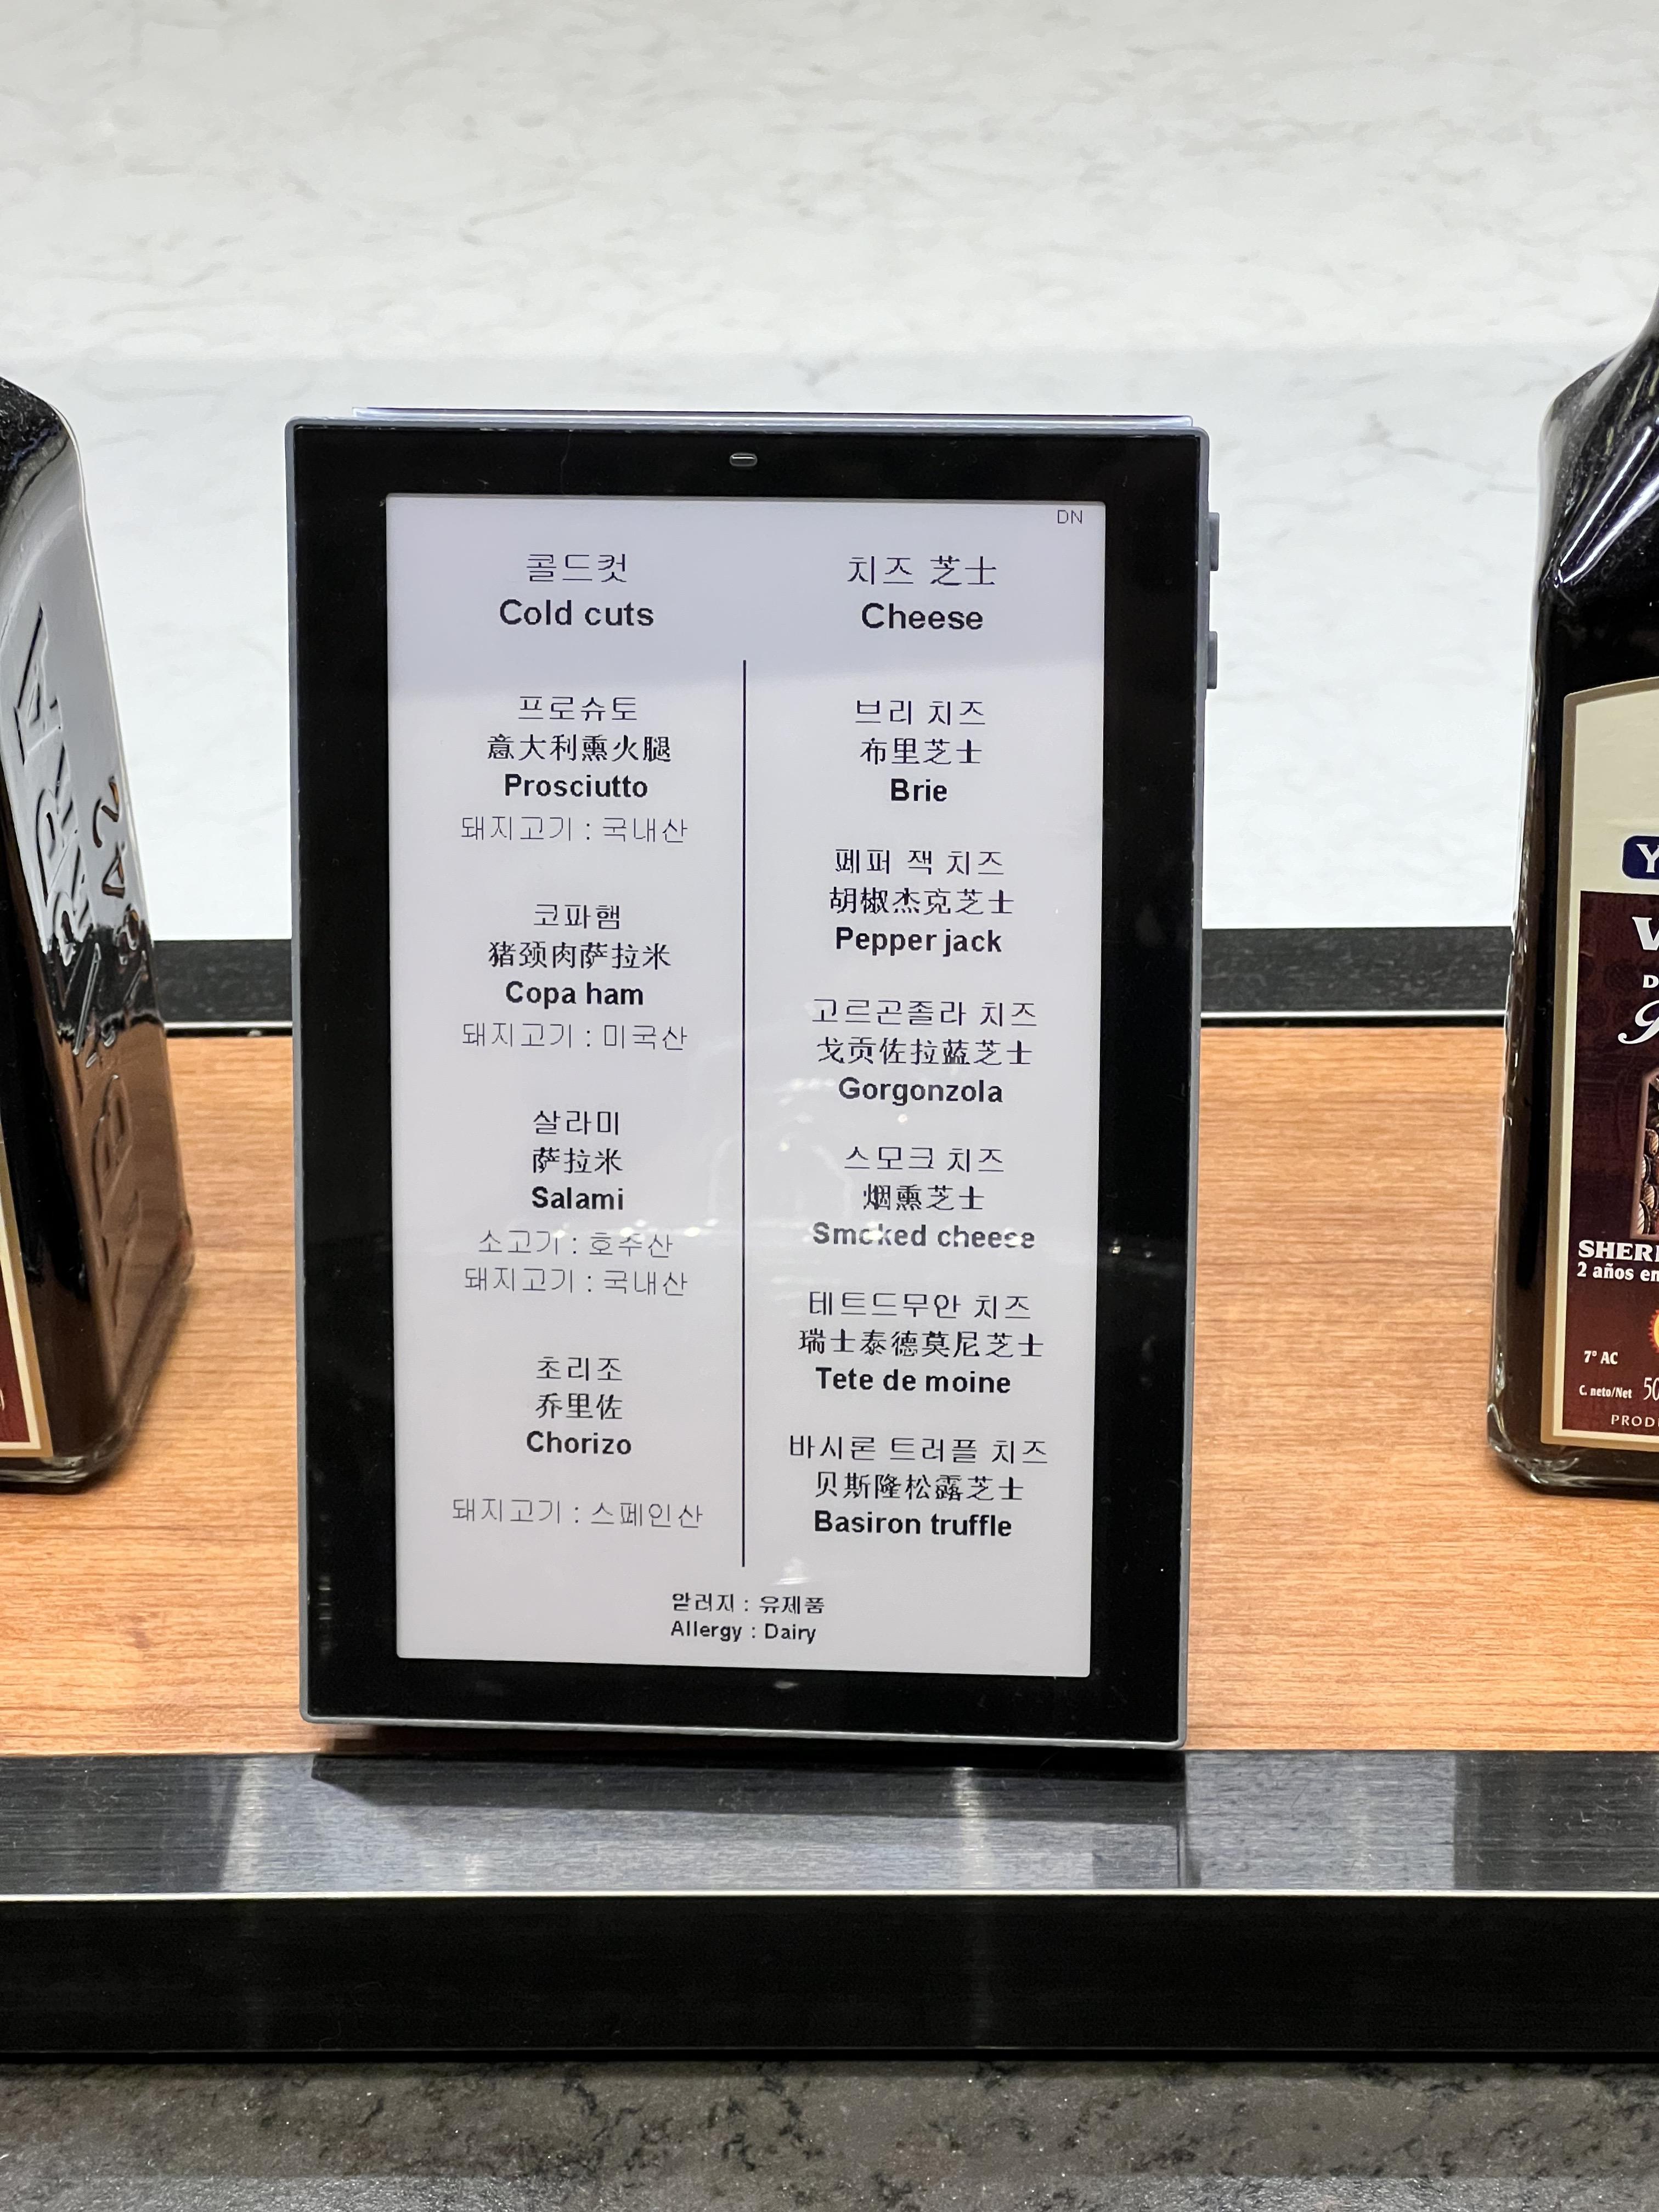 DN
콜드컷
Cold cuts
프로슈토
意大利熏火腿
Prosciutto
돼지고기 : 국내산
코파햄
猪颈肉萨拉米
Copa ham
돼지고기 : 미국산
살라미
萨拉米
Salami
소고기 : 호주산
돼지고기 : 국내산
초리조
乔里佐
Chorizo
돼지고기 : 스페인산
치즈 芝士
Cheese
브리 치즈
布里芝士
Brie
페퍼 잭 치즈
胡椒杰克芝士
Pepper jack
고르곤졸라 치즈
戈贡佐拉蓝芝士
Gorgonzola
스모크 치즈
烟熏芝士
Smoked cheese
테트드무안 치즈
瑞士泰德莫尼芝士
Tete de moine
바시론 트러플 치즈
贝斯隆松露芝士
Basiron truffle
알러지 : 유제품
Allergy : Dairy
2 años
7° AC
C. neto/Net